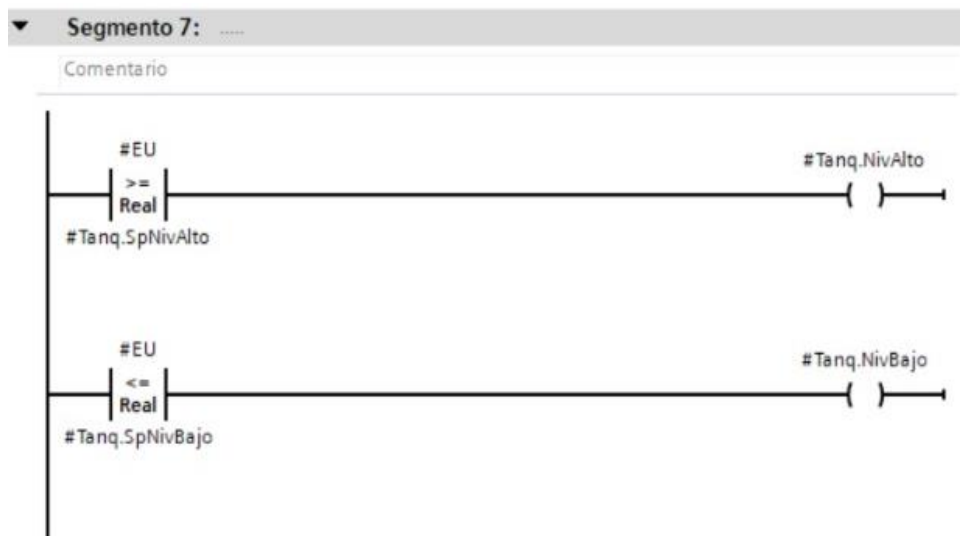 Segmento 7: .....
Comentario
#EU
#Tanq.NivAlto
>=
Real
#Tanq.SpNivAlto
#EU
#Tanq.NivBajo
<=
Real
#Tanq.SpNivBajo